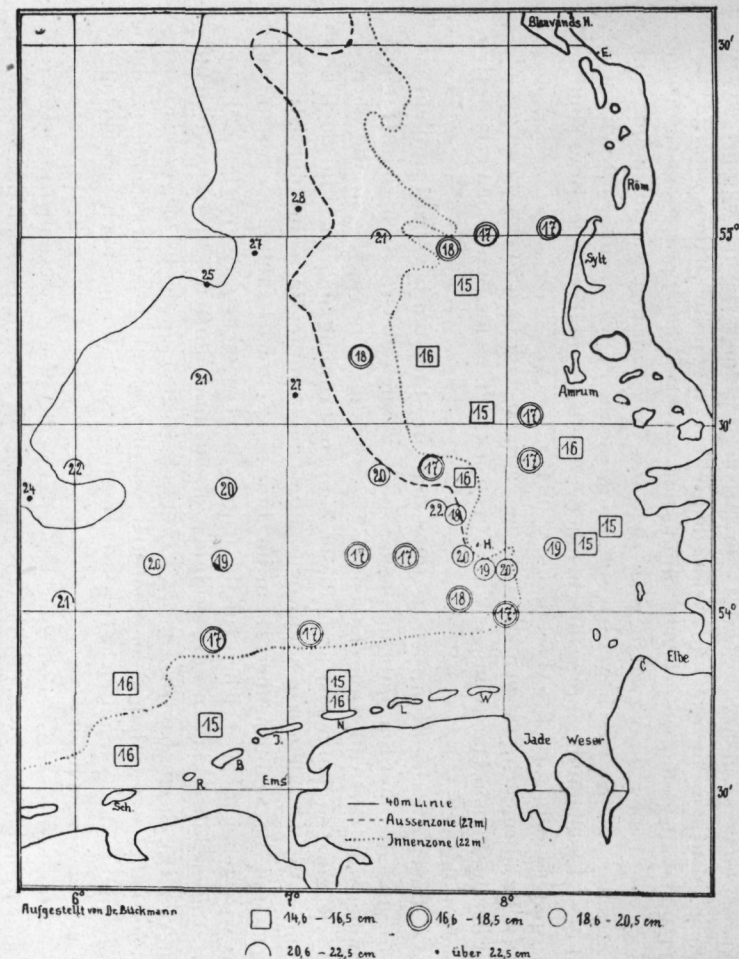 Blaavands H.
30'
E.
Röm
28
21
17
17
55°
27
18
25
15
Sylt
18
16
21
27
Amrum
15
17
30'
22
20
17
16
17
16
24
20
22
18
15
20
19
17
17
20
H.
19
15
19
20
21
18
17
54°
17
17
16
15
16
15
16
N
L
W
C
Elbe
J.
B
R
Sch.
Ems
Jade Weser
30'
40m Linie
Aussenzone (27m)
Innenzone (22m)
6° 7° 8°
Aufgestellt von Dr. Bückmann
14,6 - 16,5 cm. 16,6 - 18,5 cm. 18,6 - 20,5 cm.
20,6 - 22,5 cm über 22,5 cm